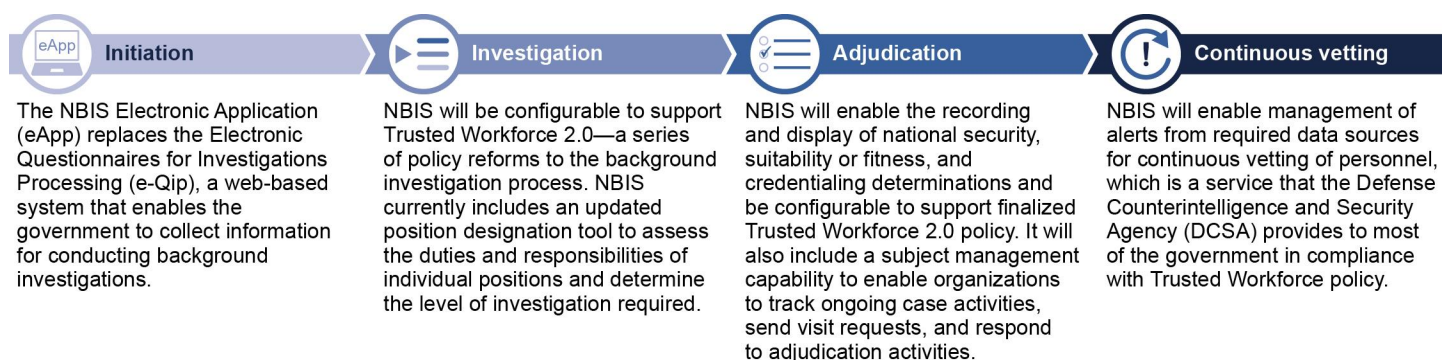 eApp
Initiation
The NBIS Electronic Application
(eApp) replaces the Electronic
Questionnaires for Investigations
Processing (e-Qip), a web-based
system that enables the
government to collect information
for conducting background
investigations.
Investigation
NBIS will be configurable to support
Trusted Workforce 2.0—a series
of policy reforms to the background
investigation process. NBIS
currently includes an updated
position designation tool to assess
the duties and responsibilities of
individual positions and determine
the level of investigation required.
Adjudication
NBIS will enable the recording
and display of national security,
suitability or fitness, and
credentialing determinations and
be configurable to support finalized
Trusted Workforce 2.0 policy. It will
also include a subject management
capability to enable organizations
to track ongoing case activities,
send visit requests, and respond
to adjudication activities.
Continuous vetting
NBIS will enable management of
alerts from required data sources
for continuous vetting of personnel,
which is a service that the Defense
Counterintelligence and Security
Agency (DCSA) provides to most
of the government in compliance
with Trusted Workforce policy.